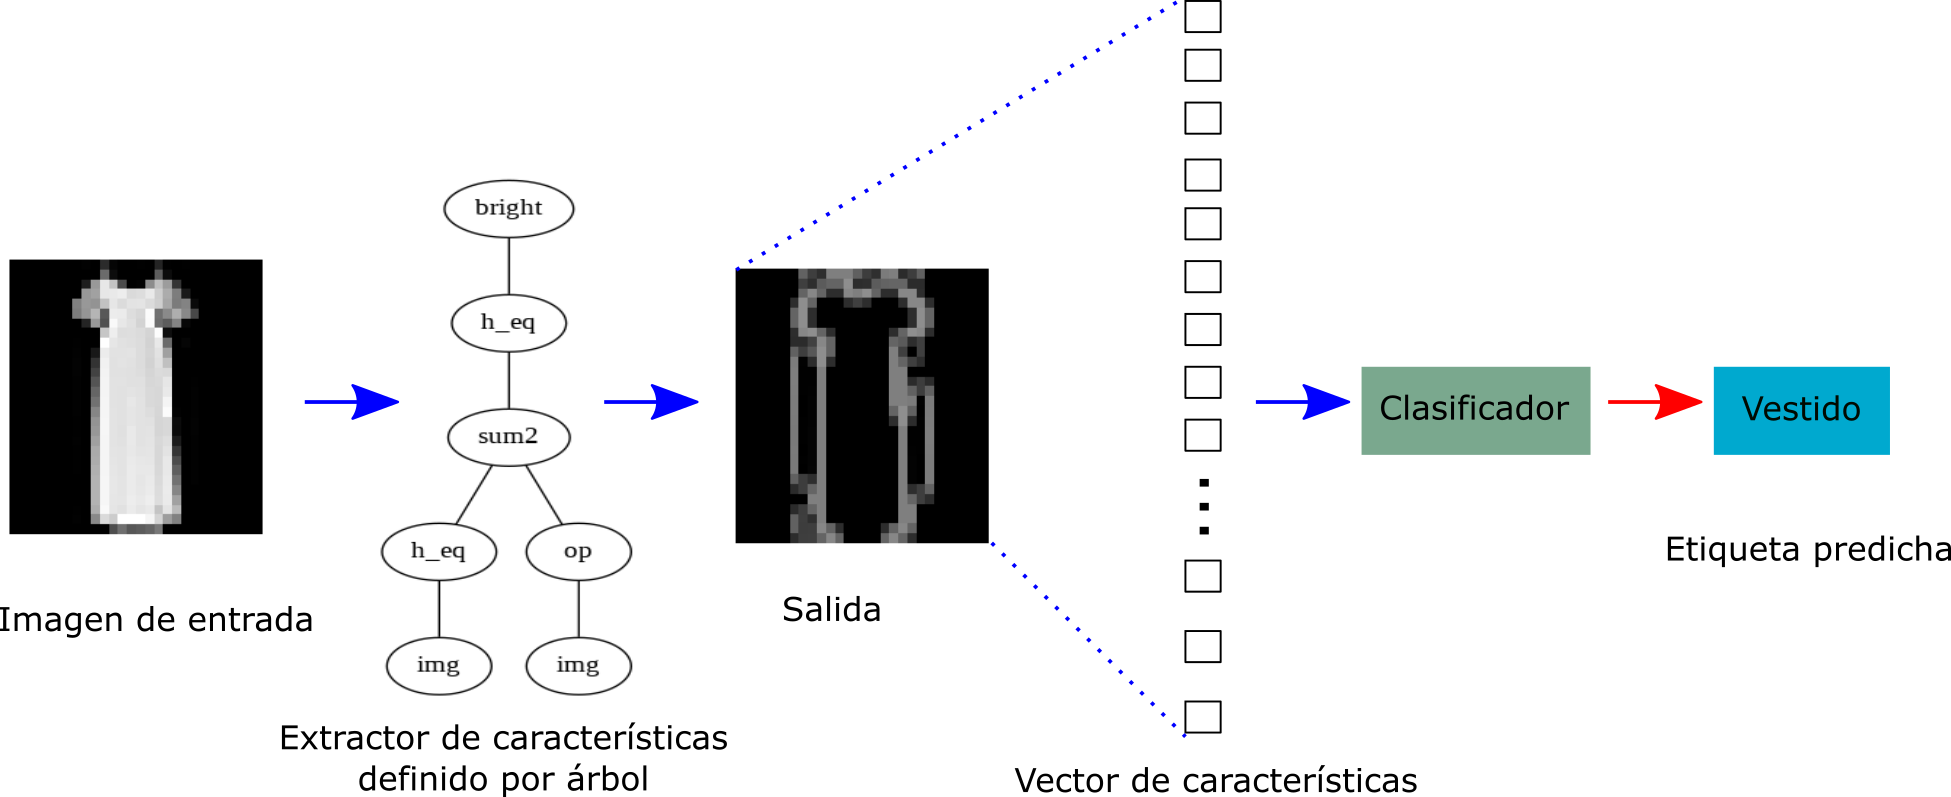 bright
h_eq
sum2
h_eq
op
img
img
Imagen de entrada
Extractor de características
definido por árbol
Salida
Vector de características
Clasificador
Vestido
Etiqueta predicha